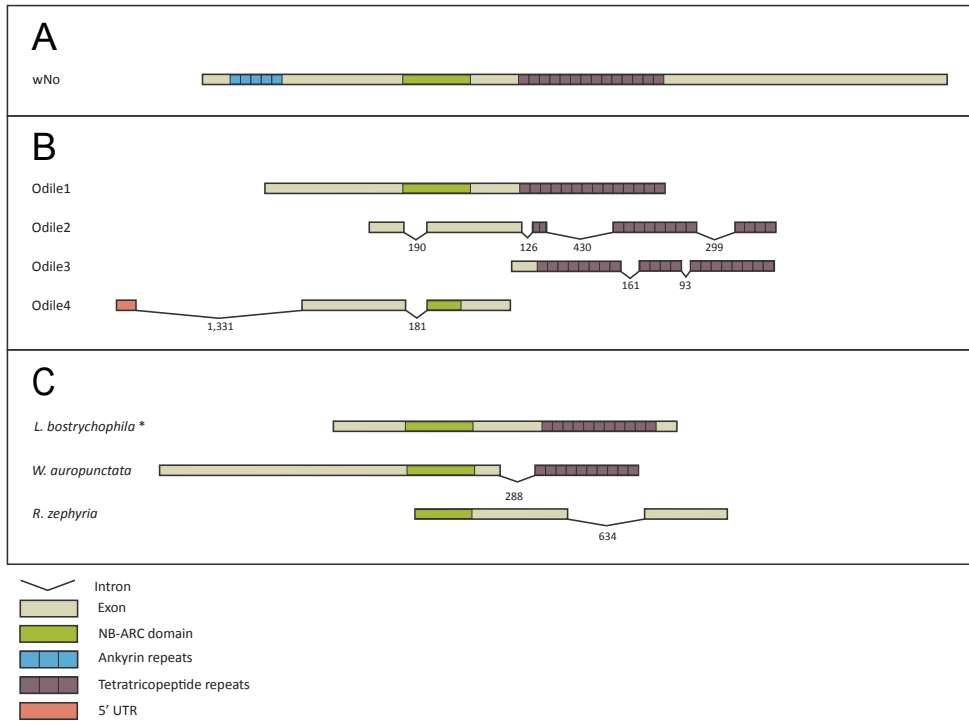 A
wNo
B
Odile1
Odile2
190
126
430
299
Odile3
161
93
Odile4
1,331
181
C
L. bostrychophila *
W. auropunctata
288
R. zephyria
634
Intron
Exon
NB-ARC domain
Ankyrin repeats
Tetratricopeptide repeats
5' UTR